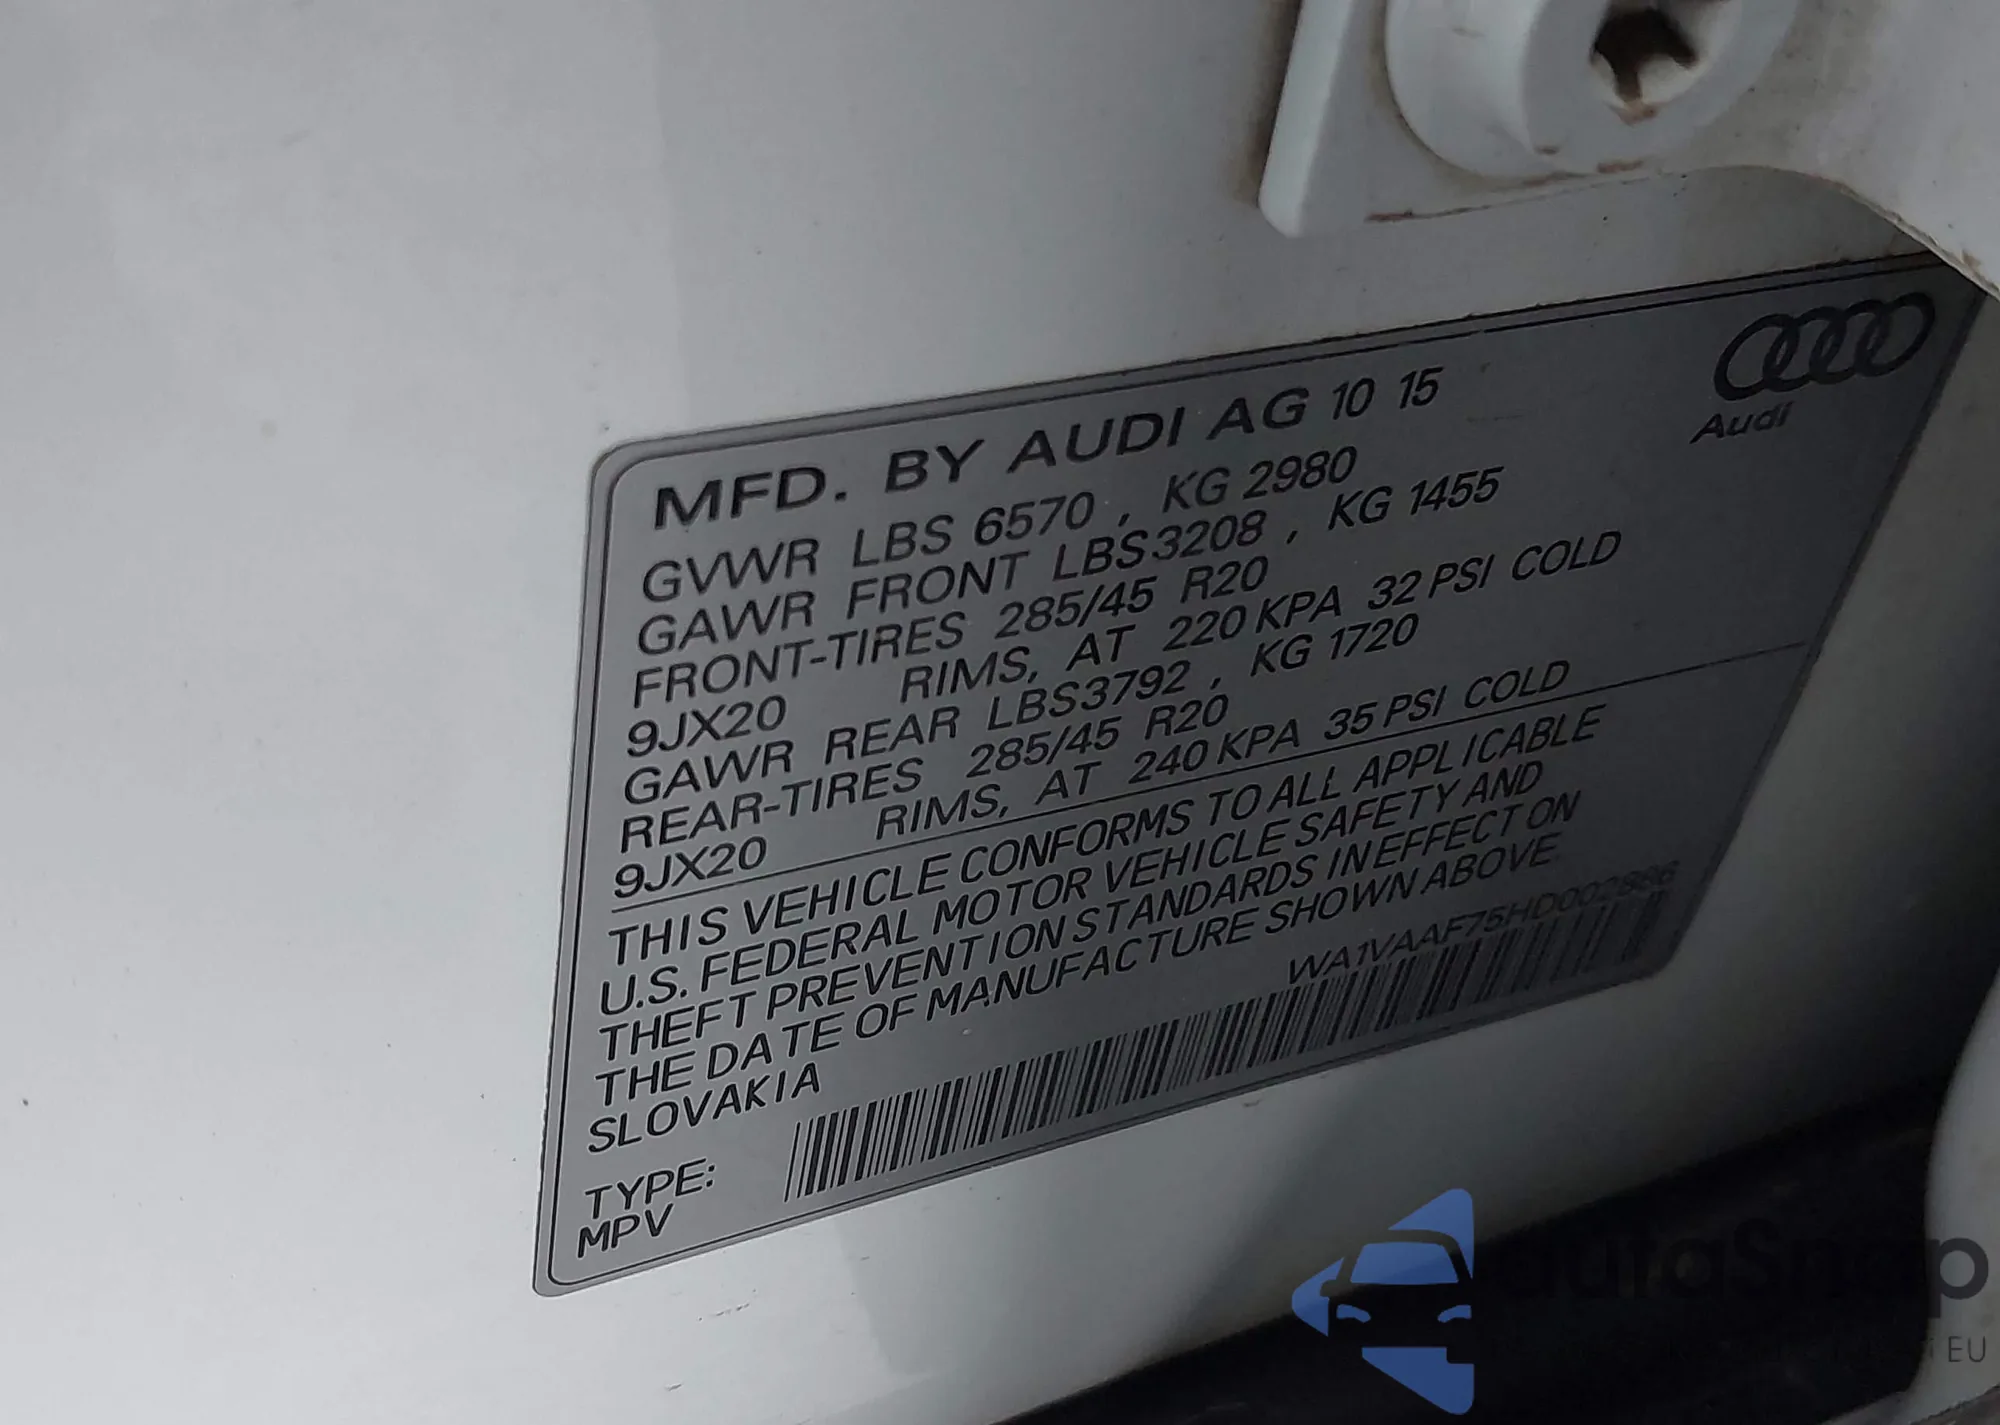 MFD. BY AUDI AG 10 15
Audi
GVWR LBS 6570 , KG 2980
GAWR FRONT LBS3208 , KG 1455
FRONT-TIRES 285/45 R20
9JX20 RIMS, AT 220 KPA 32 PSI COLD
GAWR REAR LBS3792 , KG 1720
REAR-TIRES 285/45 R20
9JX20 RIMS, AT 240 KPA 35 PSI COLD
THIS VEHICLE CONFORMS TO ALL APPLICABLE
U.S. FEDERAL MOTOR VEHICLE SAFETY AND
THEFT PREVENTION STANDARDS IN EFFECT ON
THE DATE OF MANUFACTURE SHOWN ABOVE.
SLOVAKIA
WA1VAAF75HD002986
TYPE:
MPV
autaSnap
EU